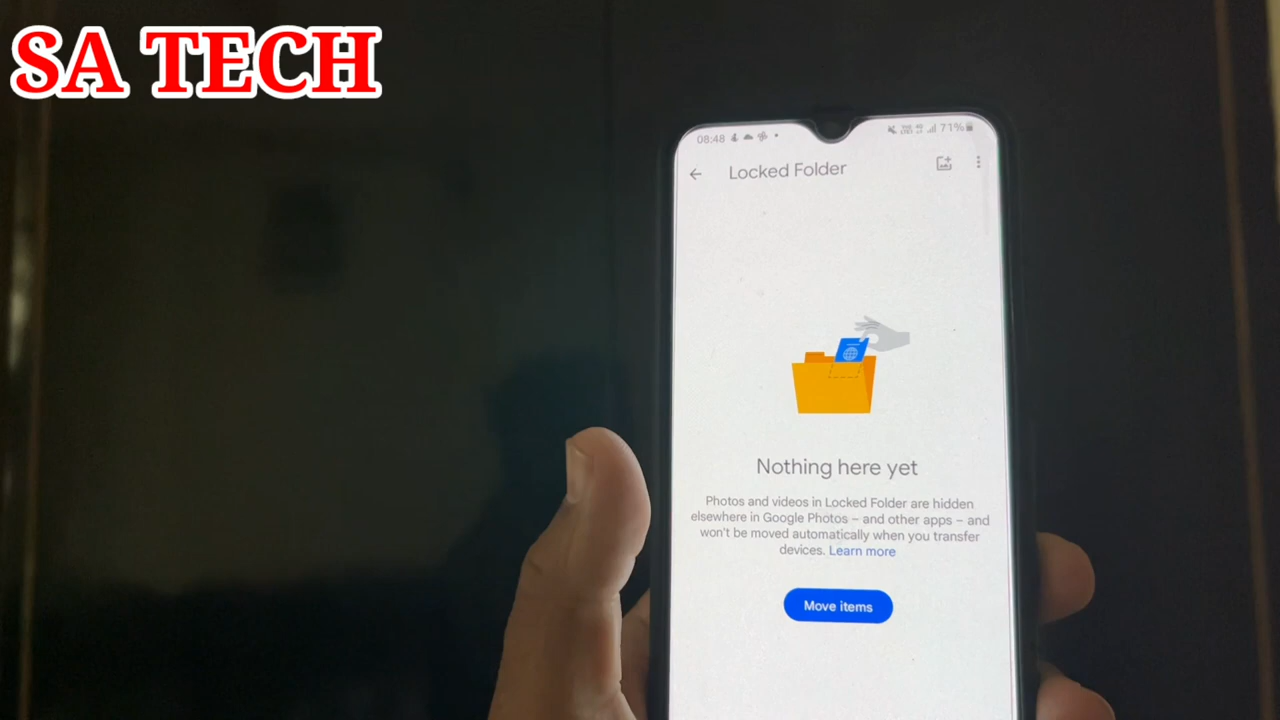 SA TECH
08:48
71%
Locked Folder
Nothing here yet
Photos and videos in Locked Folder are hidden
elsewhere in Google Photos – and other apps – and
won't be moved automatically when you transfer
devices. Learn more
Move items